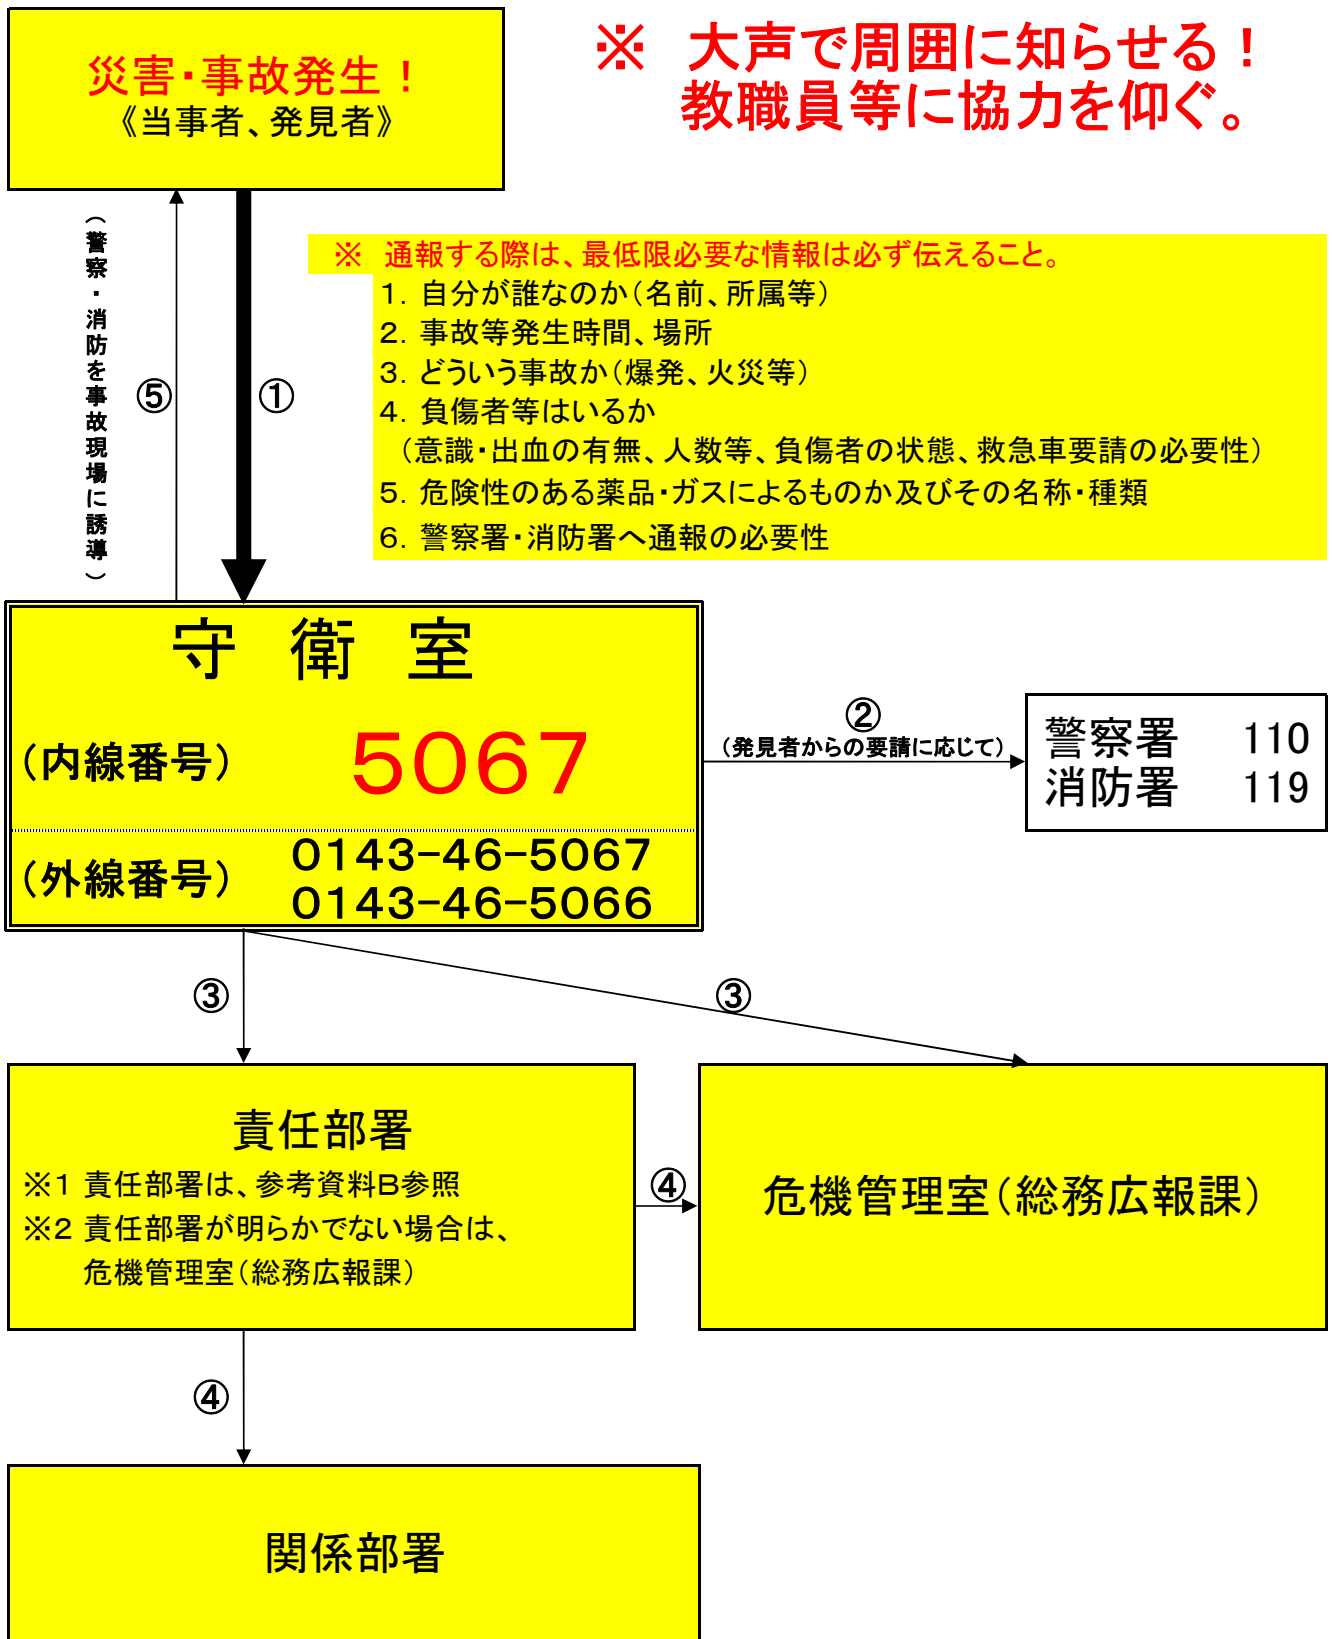 災害・事故発生！
《当事者、発見者》
※　大声で周囲に知らせる！
教職員等に協力を仰ぐ。
（警察・消防を事故現場に誘導）
⑤
①
※　通報する際は、最低限必要な情報は必ず伝えること。
１．自分が誰なのか（名前、所属等）
２．事故等発生時間、場所
３．どういう事故か（爆発、火災等）
４．負傷者等はいるか
（意識・出血の有無、人数等、負傷者の状態、救急車要請の必要性）
５．危険性のある薬品・ガスによるものか及びその名称・種類
６．警察署・消防署へ通報の必要性
守　衛　室
（内線番号）　５０６７
（外線番号）　０１４３－４６－５０６７
０１４３－４６－５０６６
②
（発見者からの要請に応じて）
警察署　110
消防署　119
③
③
責任部署
※１ 責任部署は、参考資料Ｂ参照
※２ 責任部署が明らかでない場合は、
危機管理室（総務広報課）
④
危機管理室（総務広報課）
④
関係部署